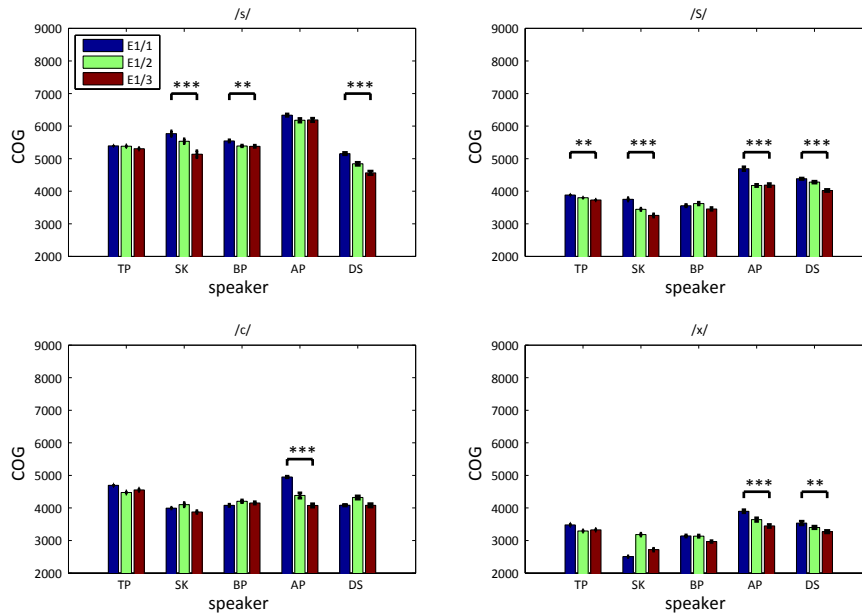 /s/
COG
9000
8000
7000
6000
5000
4000
3000
2000
E1/1
E1/2
E1/3
***
**
***
TP SK BP AP DS
speaker
/S/
COG
9000
8000
7000
6000
5000
4000
3000
2000
**
***
***
***
TP SK BP AP DS
speaker
/c/
COG
9000
8000
7000
6000
5000
4000
3000
2000
***
TP SK BP AP DS
speaker
/x/
COG
9000
8000
7000
6000
5000
4000
3000
2000
***
**
TP SK BP AP DS
speaker